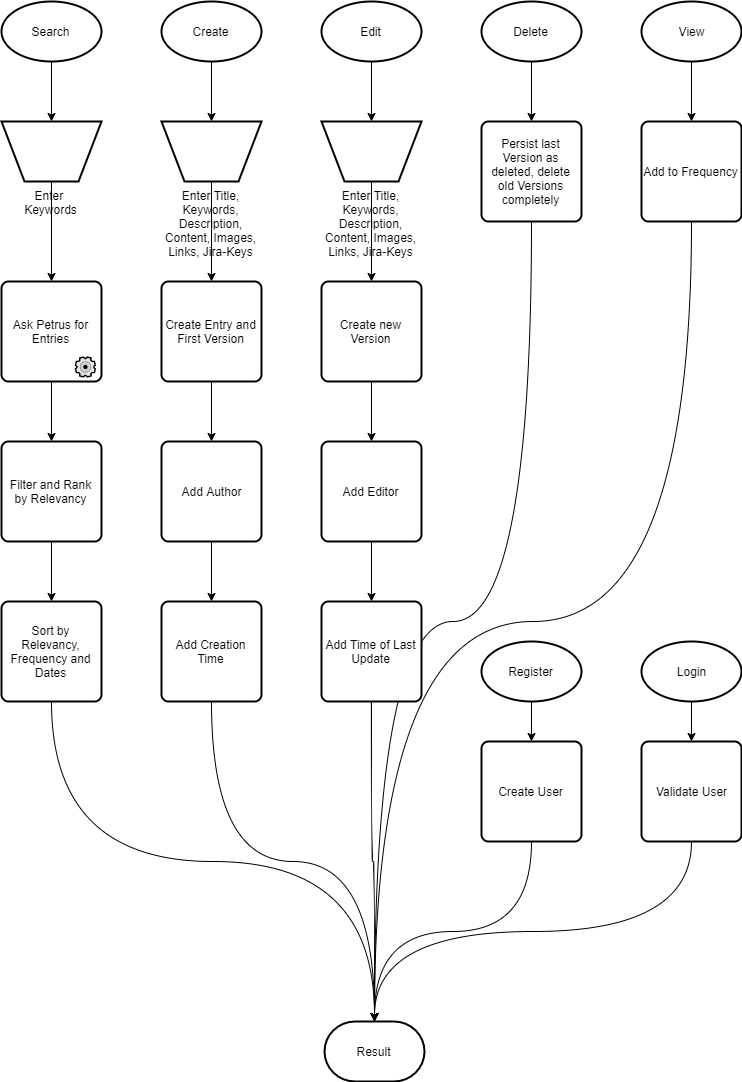 Search
Create
Edit
Delete
View
Enter
Keywords
Enter Title,
Keywords,
Description,
Content, Images,
Links, Jira-Keys
Enter Title,
Keywords,
Description,
Content, Images,
Links, Jira-Keys
Persist last
Version as
deleted, delete
old Versions
completely
Add to Frequency
Ask Petrus for
Entries
Create Entry and
First Version
Create new
Version
Filter and Rank
by Relevancy
Add Author
Add Editor
Sort by
Relevancy,
Frequency and
Dates
Add Creation
Time
Add Time of Last
Update
Register
Login
Create User
Validate User
Result